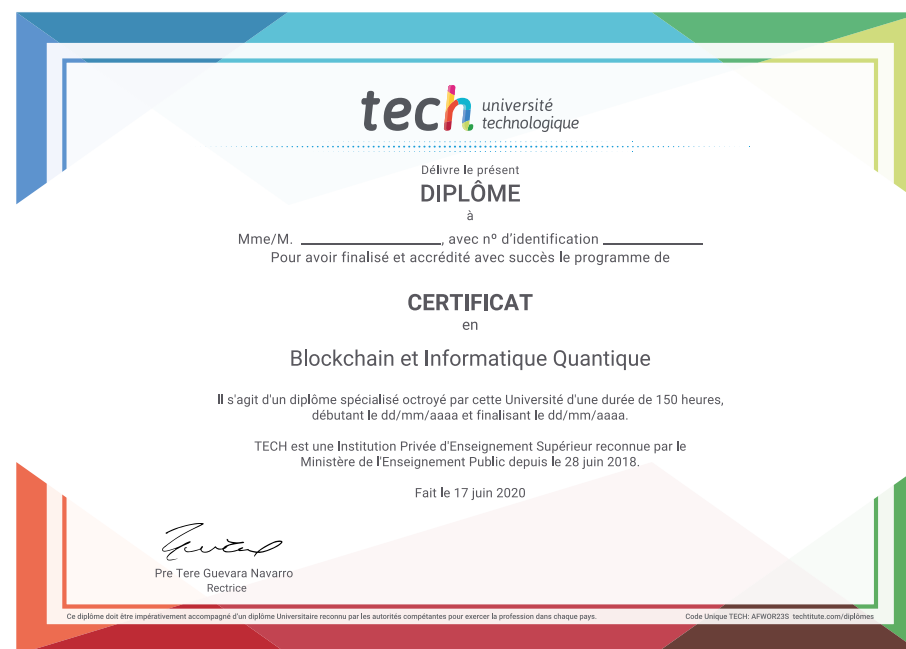 tech université
technologique
Délivre le présent
DIPLÔME
à
Mme/M. ____________________, avec nº d'identification ______________
Pour avoir finalisé et accrédité avec succès le programme de
CERTIFICAT
en
Blockchain et Informatique Quantique
Il s'agit d'un diplôme spécialisé octroyé par cette Université d'une durée de 150 heures,
débutant le dd/mm/aaaa et finalisant le dd/mm/aaaa.
TECH est une Institution Privée d'Enseignement Supérieur reconnue par le
Ministère de l'Enseignement Public depuis le 28 juin 2018.
Fait le 17 juin 2020
Pre Tere Guevara Navarro
Rectrice
Ce diplôme doit être impérativement accompagné d'un diplôme Universitaire reconnu par les autorités compétantes pour exercer la profession dans chaque pays.
Code Unique TECH: AFWOR23S techtitute.com/diplômes